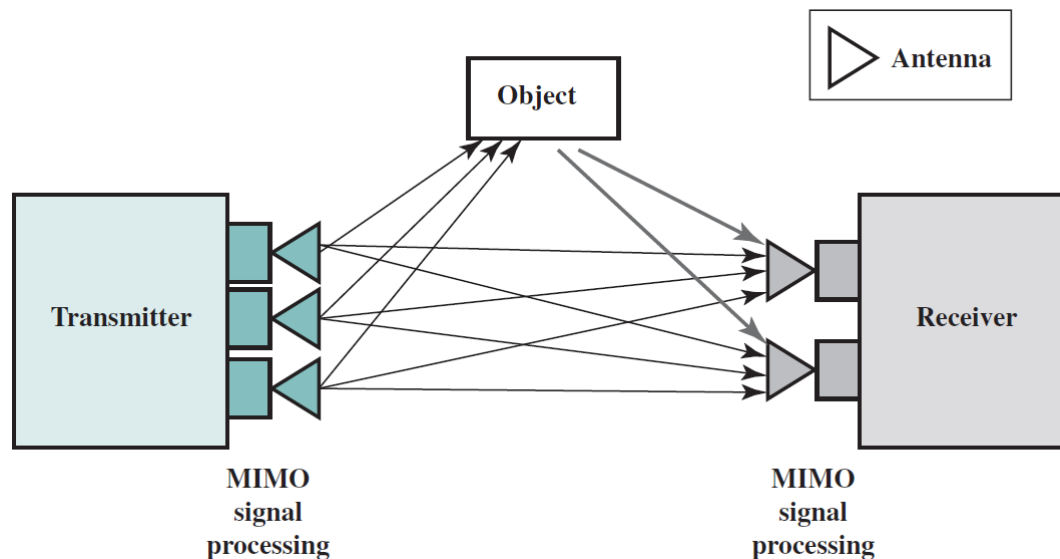 Object
Antenna
Transmitter
Receiver
MIMO
signal
processing
MIMO
signal
processing